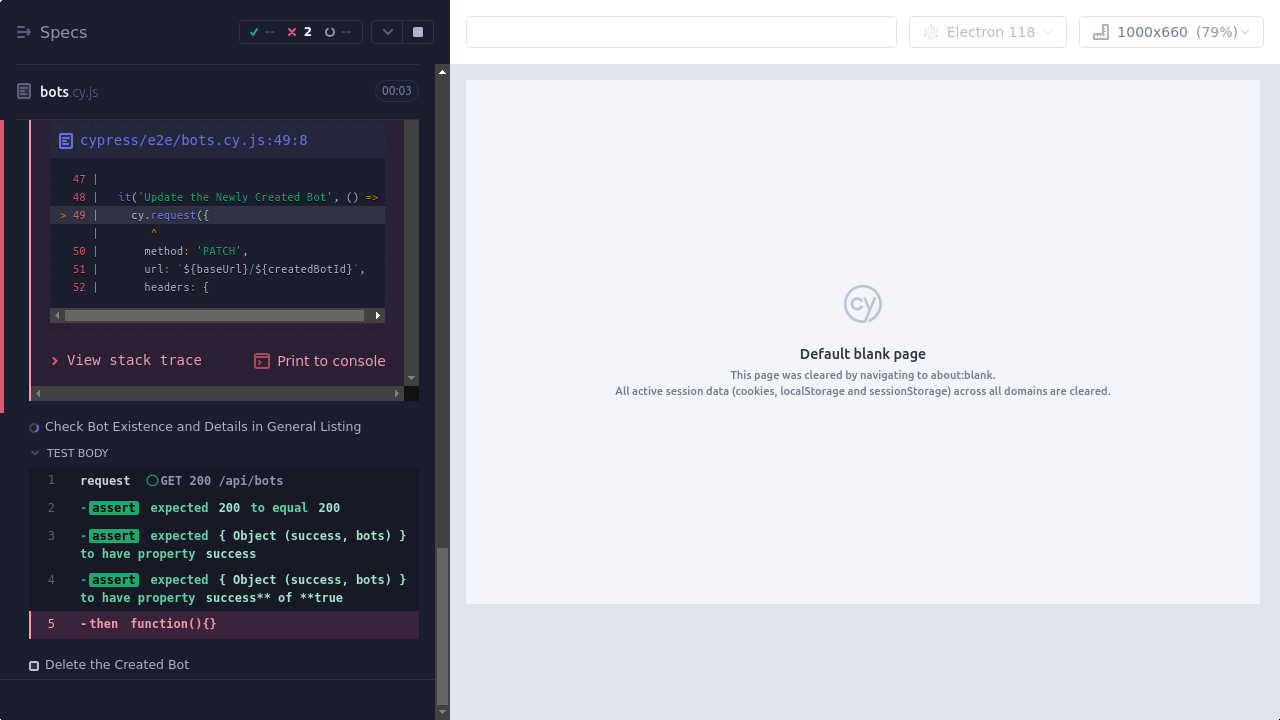 Specs
--
2
--
Electron 118
1000x660 (79%)
bots.cy.js
00:03
cypress/e2e/bots.cy.js:49:8
47 |
48 | it('Update the Newly Created Bot', () =>
> 49 | cy.request({
| ^
50 | method: 'PATCH',
51 | url: `${baseUrl}/${createdBotId}`,
52 | headers: {
View stack trace
Print to console
cy
Default blank page
This page was cleared by navigating to about:blank.
All active session data (cookies, localStorage and sessionStorage) across all domains are cleared.
Check Bot Existence and Details in General Listing
TEST BODY
1 request GET 200 /api/bots
2 -assert expected 200 to equal 200
3 -assert expected { Object (success, bots) }
to have property success
4 -assert expected { Object (success, bots) }
to have property success** of **true
5 -then function(){}
Delete the Created Bot